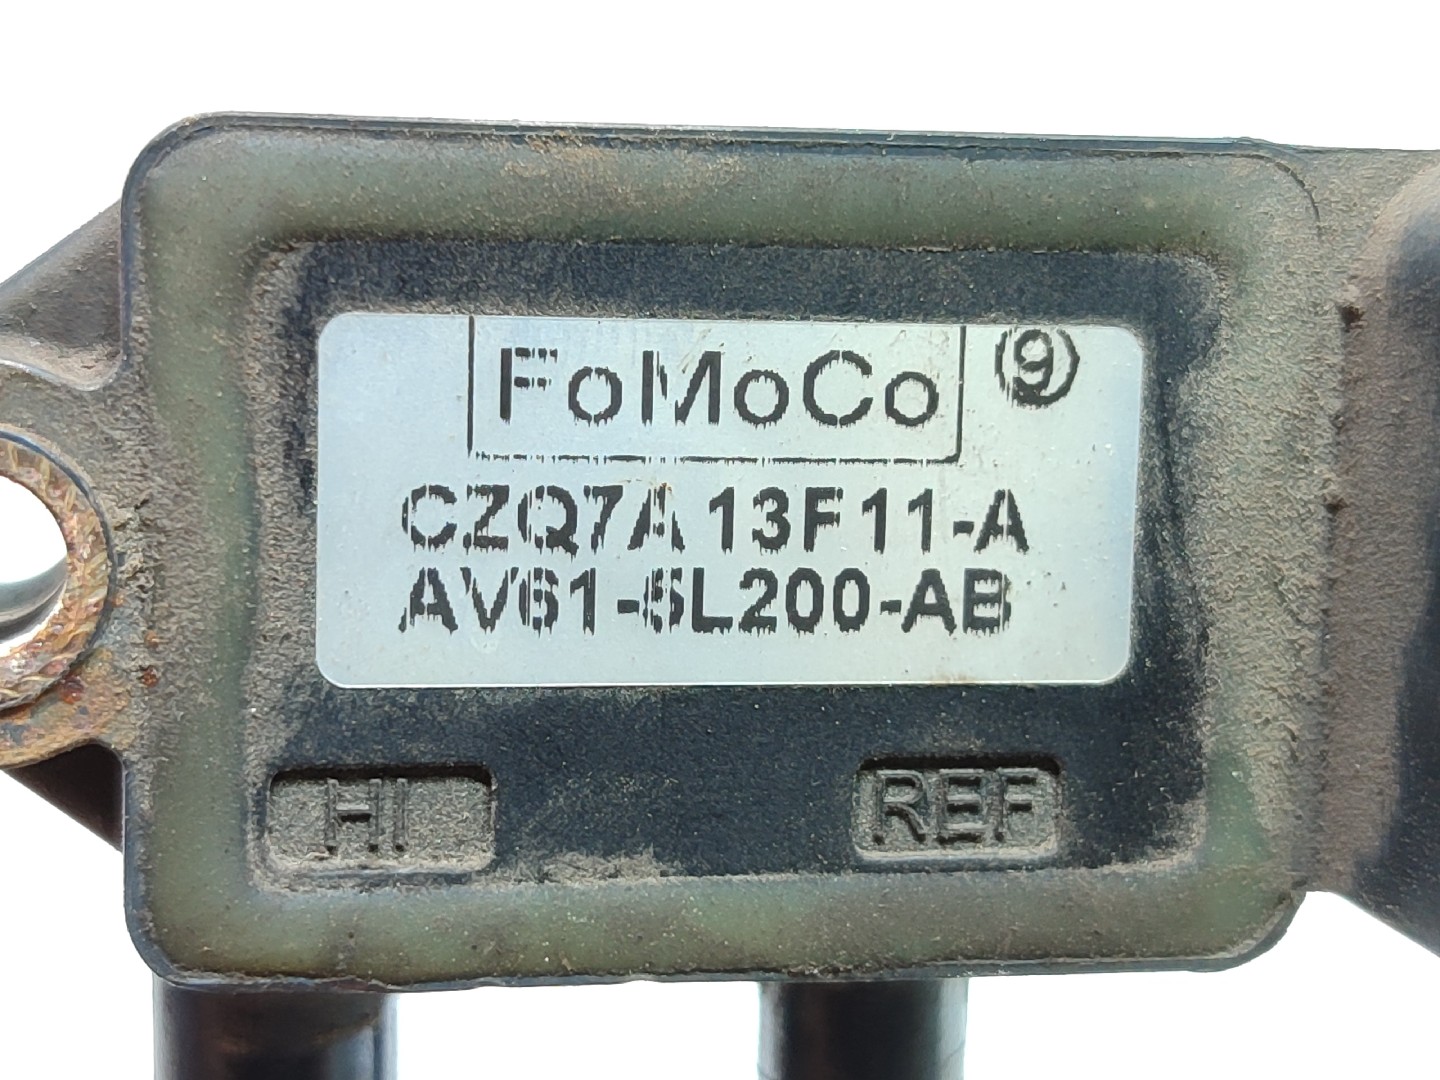 FoMoCo 9
CZQ7A 13F11-A
AV61-5L200-AB
HI REF